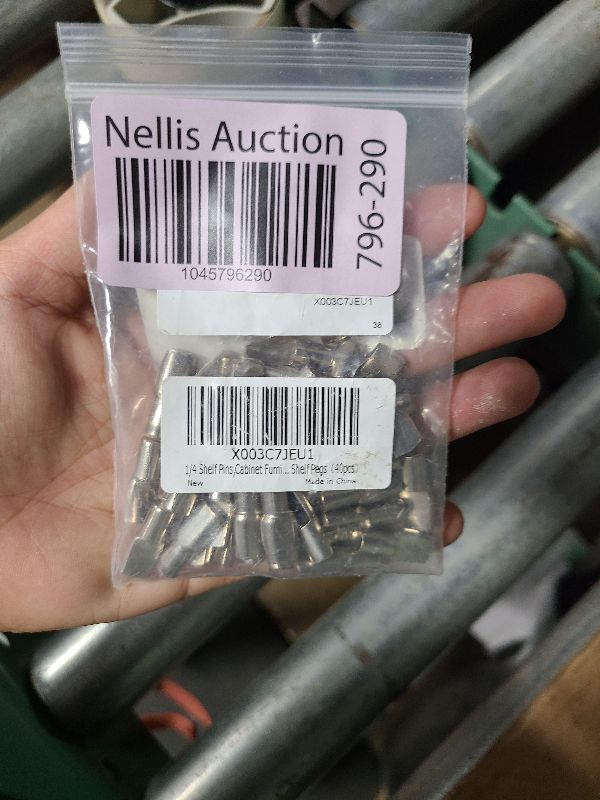 Nellis Auction
796-290
1045796290
X003C7JEU1
38
X003C7JEU1
1/4 Shelf Pins,Cabinet Furni... Shelf Pegs (40pcs)
New Made in China